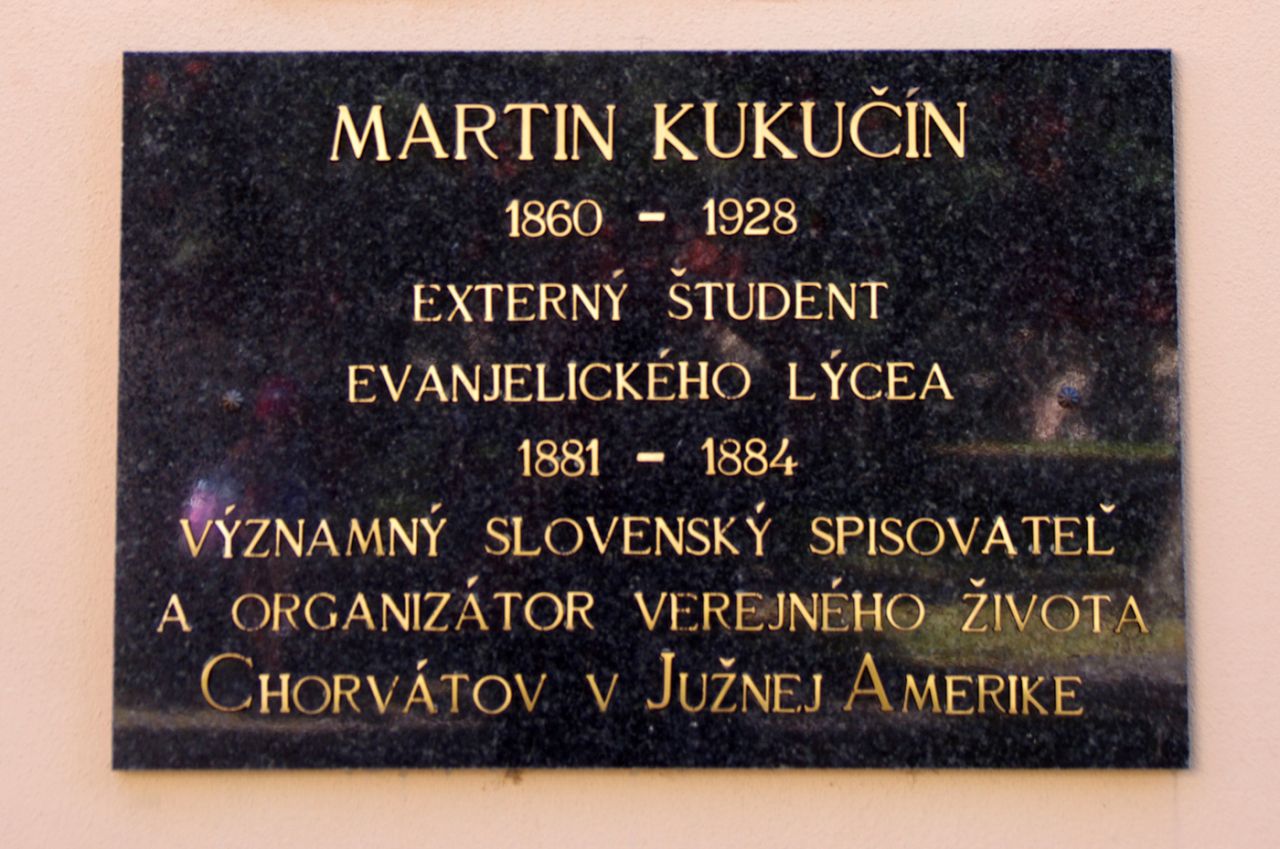 MARTIN KUKUČÍN
1860 - 1928
EXTERNÝ ŠTUDENT
EVANJELICKÉHO LÝCEA
1881 - 1884
VÝZNAMNÝ SLOVENSKÝ SPISOVATEĽ
A ORGANIZÁTOR VEREJNÉHO ŽIVOTA
CHORVÁTOV V JUŽNEJ AMERIKE